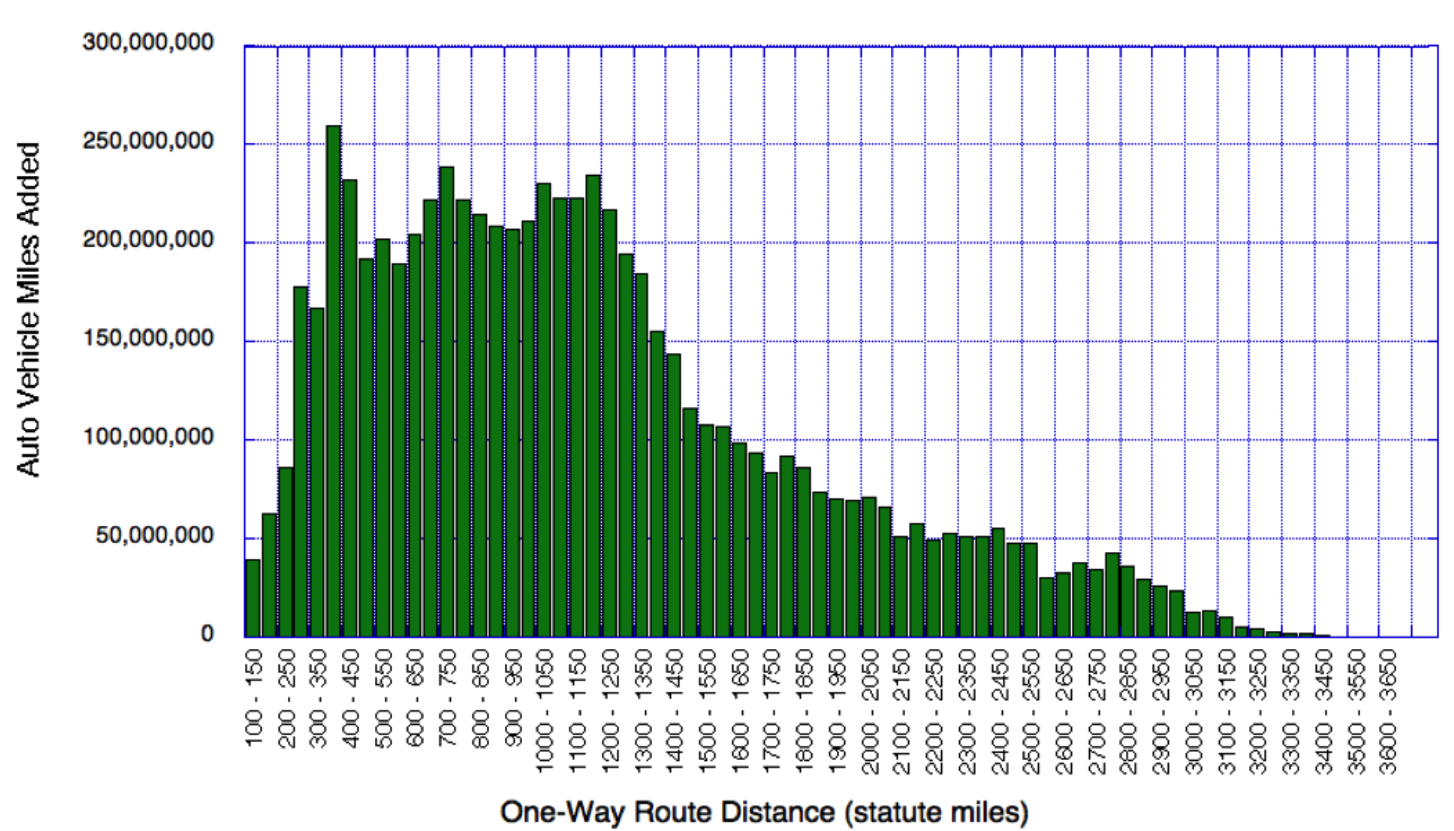 300,000,000
250,000,000
200,000,000
150,000,000
100,000,000
50,000,000
0
Auto Vehicle Miles Added
100 - 150
200 - 250
300 - 350
400 - 450
500 - 550
600 - 650
700 - 750
800 - 850
900 - 950
1000 - 1050
1100 - 1150
1200 - 1250
1300 - 1350
1400 - 1450
1500 - 1550
1600 - 1650
1700 - 1750
1800 - 1850
1900 - 1950
2000 - 2050
2100 - 2150
2200 - 2250
2300 - 2350
2400 - 2450
2500 - 2550
2600 - 2650
2700 - 2750
2800 - 2850
2900 - 2950
3000 - 3050
3100 - 3150
3200 - 3250
3300 - 3350
3400 - 3450
3500 - 3550
3600 - 3650
One-Way Route Distance (statute miles)